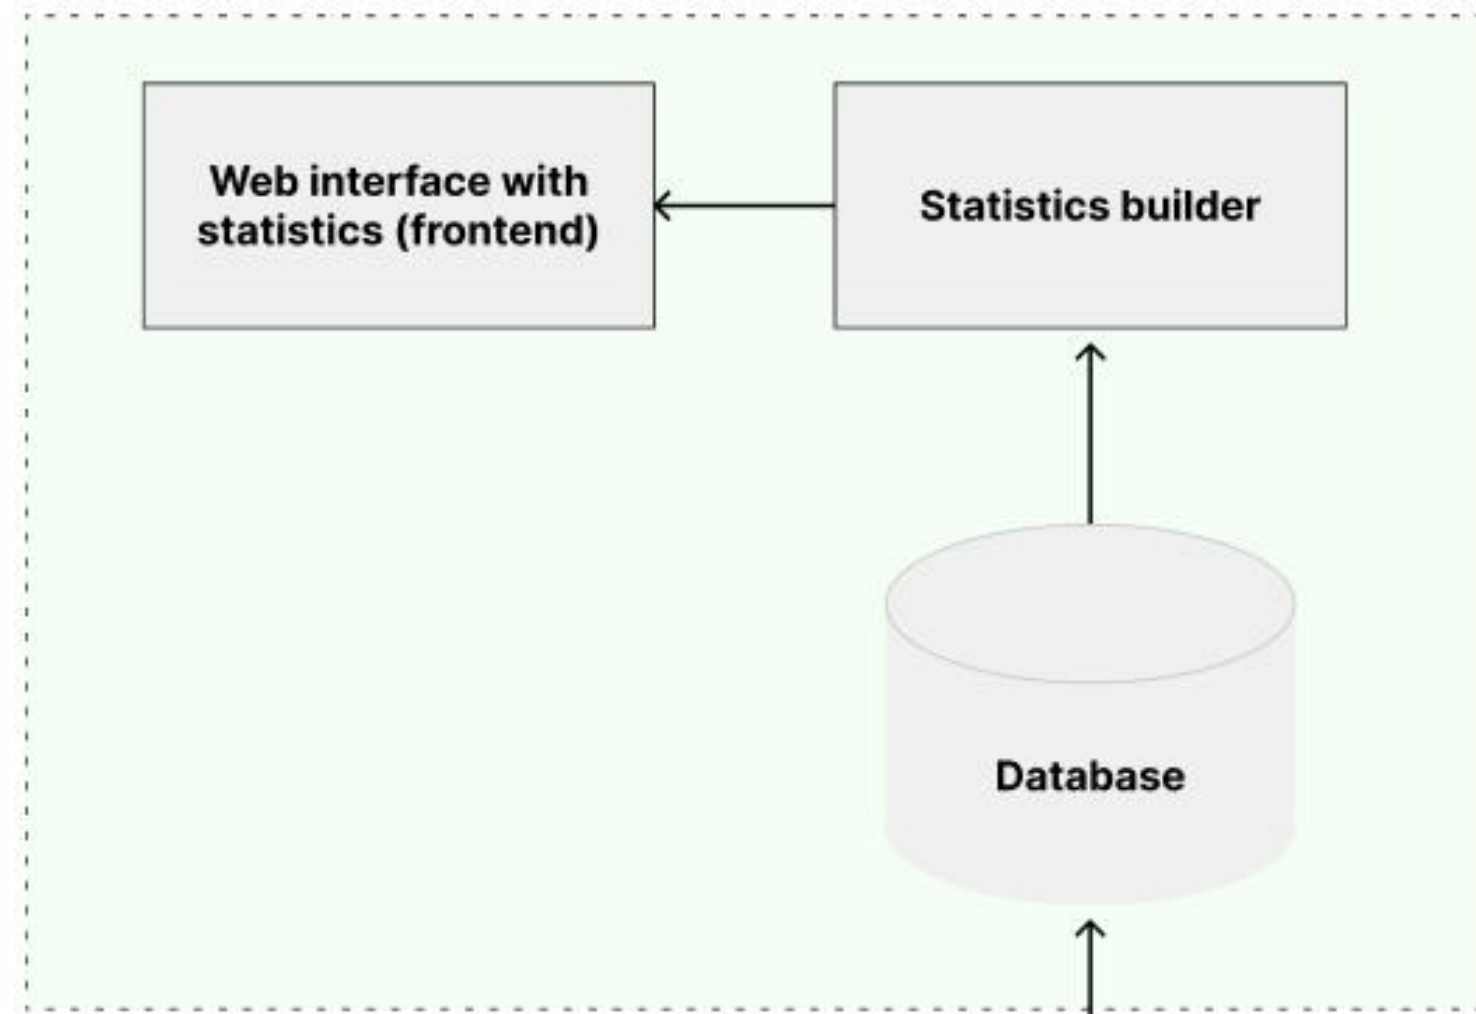 Web interface with
statistics (frontend)
Statistics builder
Database